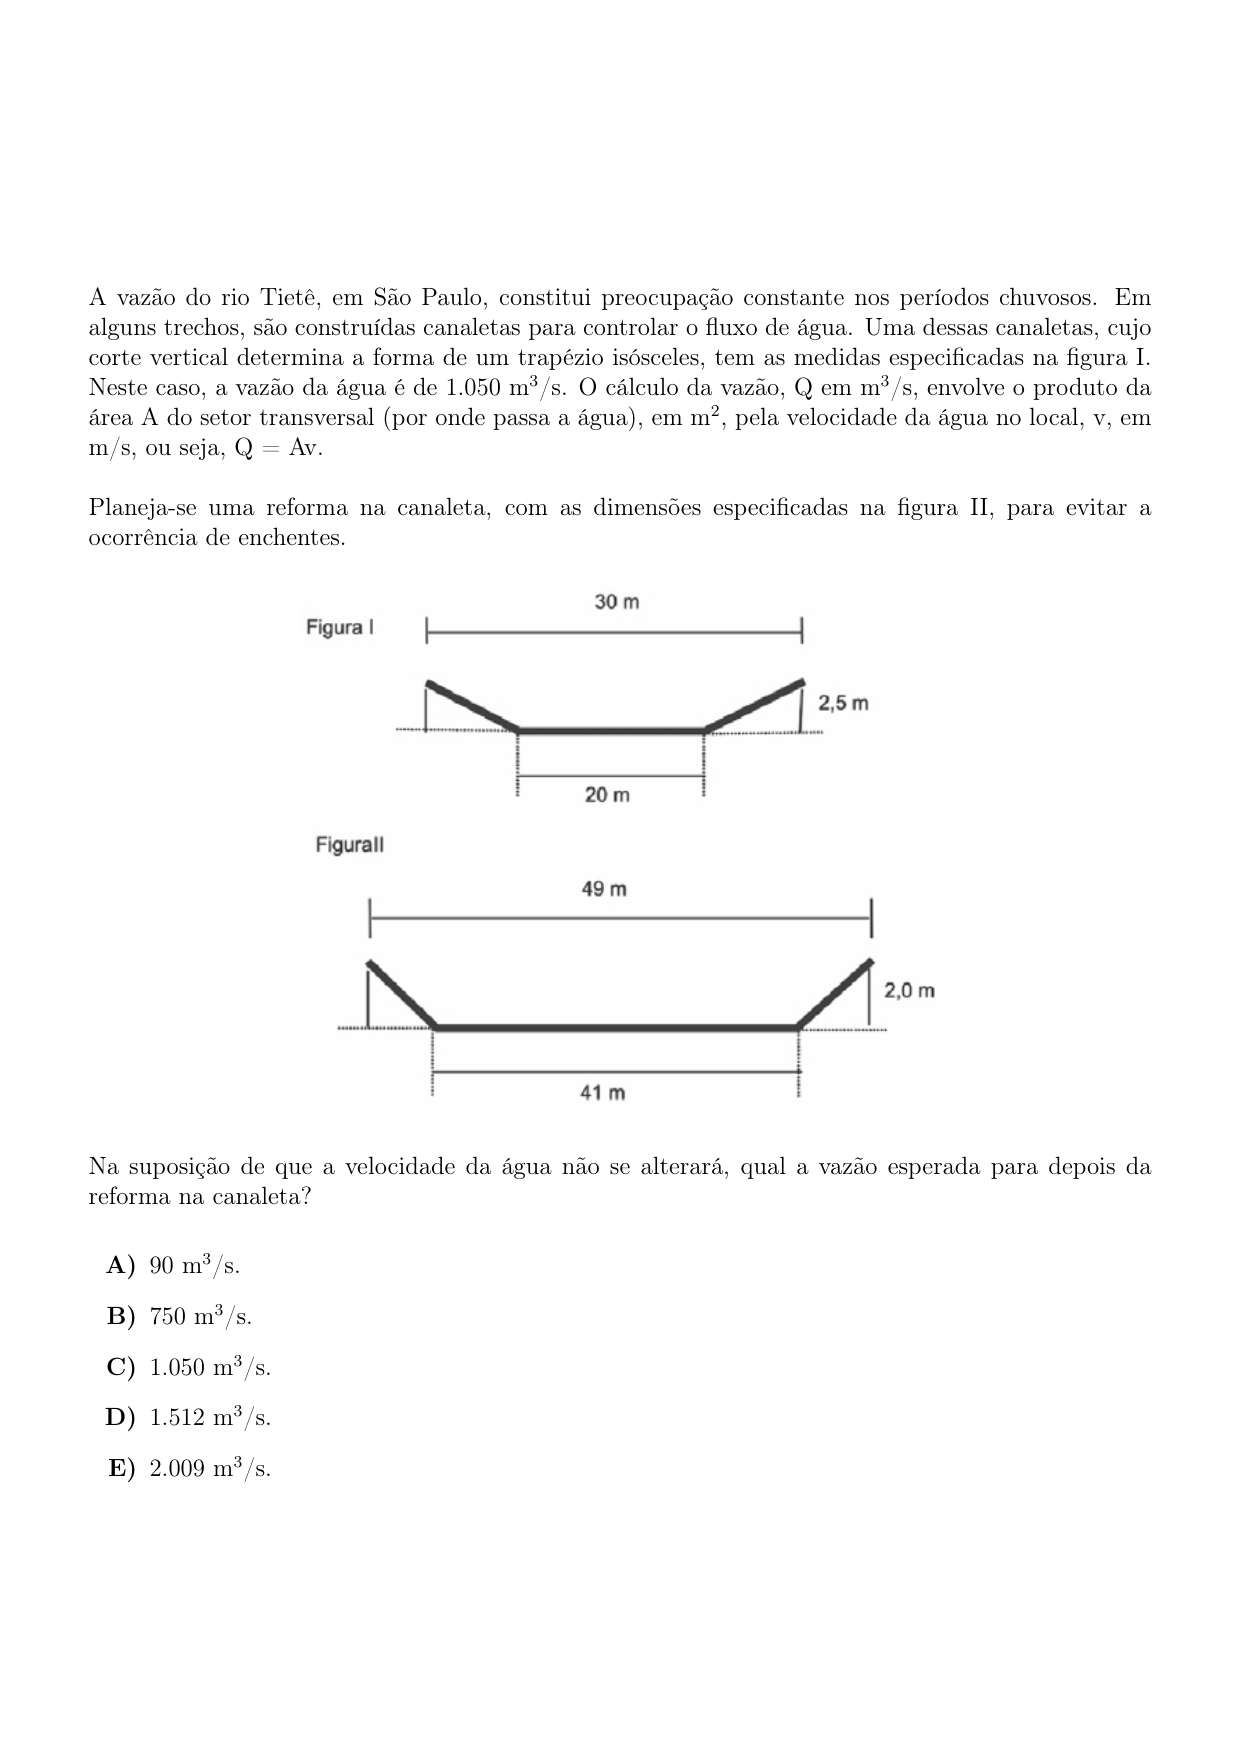 A vazão do rio Tietê, em São Paulo, constitui preocupação constante nos períodos chuvosos. Em
alguns trechos, são construídas canaletas para controlar o fluxo de água. Uma dessas canaletas, cujo
corte vertical determina a forma de um trapézio isósceles, tem as medidas especificadas na figura I.
Neste caso, a vazão da água é de 1.050 m³/s. O cálculo da vazão, Q em m³/s, envolve o produto da
área A do setor transversal (por onde passa a água), em m², pela velocidade da água no local, v, em
m/s, ou seja, Q = Av.
Planeja-se uma reforma na canaleta, com as dimensões especificadas na figura II, para evitar a
ocorrência de enchentes.
30 m
Figura I
2,5 m
20 m
FiguraII
49 m
2,0 m
41 m
Na suposição de que a velocidade da água não se alterará, qual a vazão esperada para depois da
reforma na canaleta?
A) 90 m³/s.
B) 750 m³/s.
C) 1.050 m³/s.
D) 1.512 m³/s.
E) 2.009 m³/s.